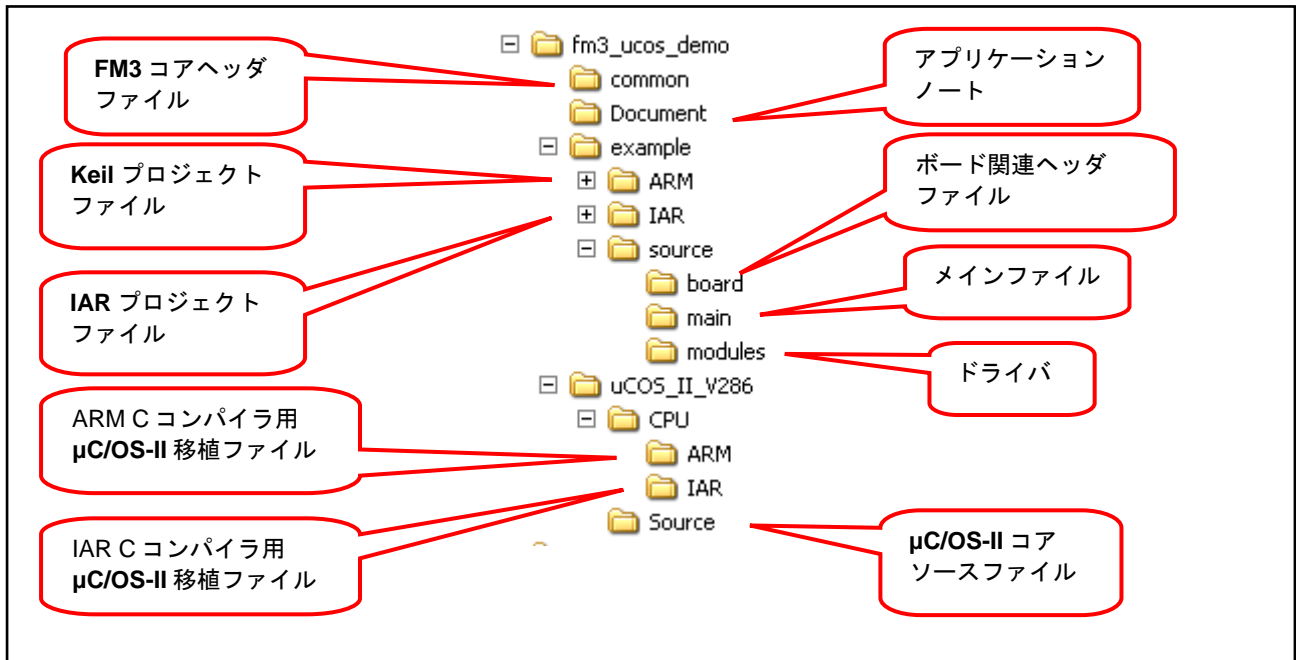 FM3 コアヘッダ
ファイル
Keil プロジェクト
ファイル
IAR プロジェクト
ファイル
ARM C コンパイラ用
µC/OS-II 移植ファイル
IAR C コンパイラ用
µC/OS-II 移植ファイル
fm3_ucos_demo
common
Document
example
ARM
IAR
source
board
main
modules
uCOS_II_V286
CPU
ARM
IAR
Source
アプリケーション
ノート
ボード関連ヘッダ
ファイル
メインファイル
ドライバ
µC/OS-II コア
ソースファイル